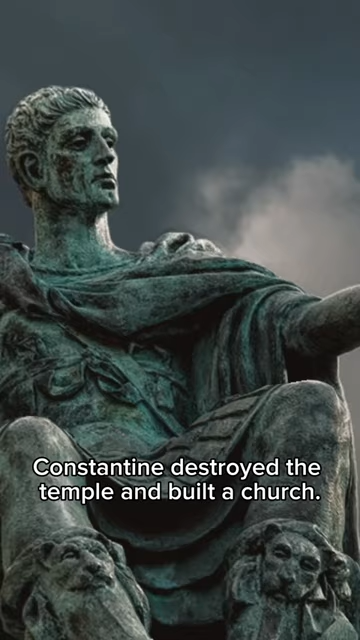 Constantine destroyed the
temple and built a church.